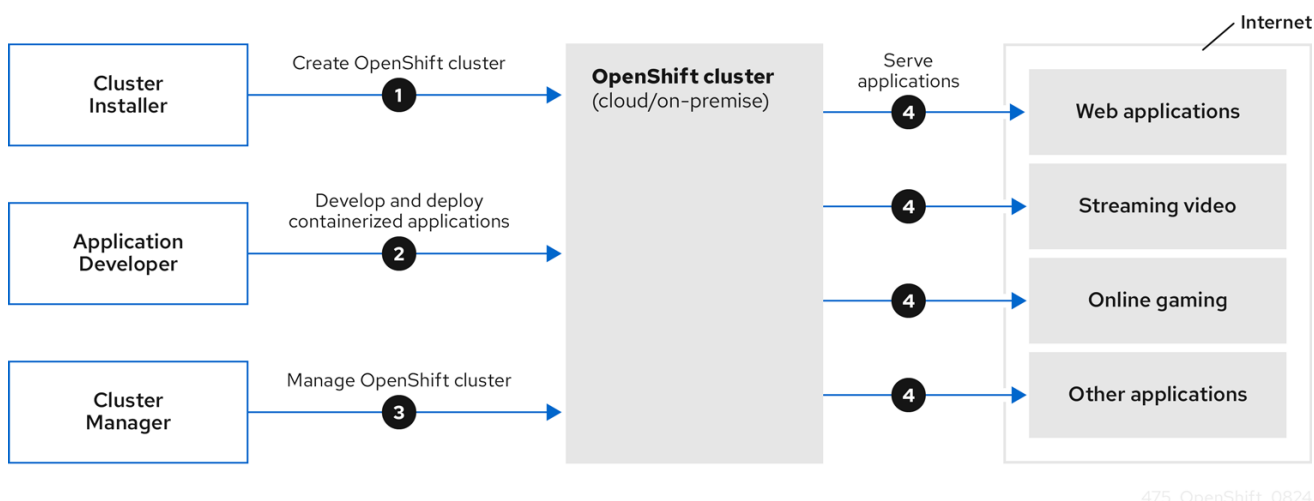 Internet
Cluster
Installer
Create OpenShift cluster
1
OpenShift cluster
(cloud/on-premise)
Serve
applications
4
Web applications
Application
Developer
Develop and deploy
containerized applications
2
4
Streaming video
4
Online gaming
Cluster
Manager
Manage OpenShift cluster
3
4
Other applications
475_OpenShift_0824